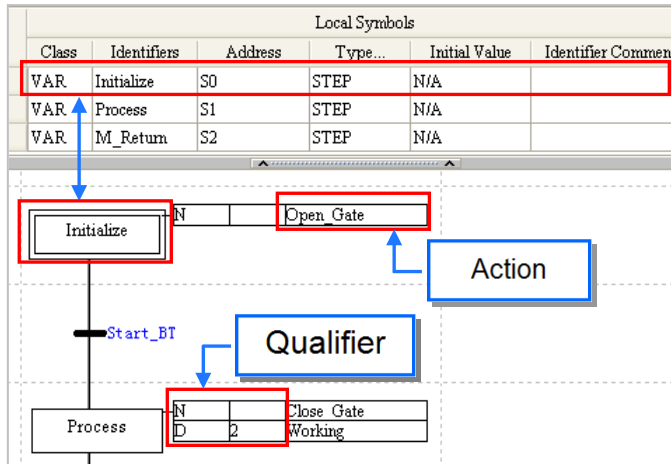 Local Symbols
Class Identifiers Address Type... Initial Value Identifier Commen
VAR Initialize S0 STEP N/A
VAR Process S1 STEP N/A
VAR M_Return S2 STEP N/A
Initialize N Open_Gate
Action
Start_BT
Qualifier
N Close_Gate
Process D 2 Working